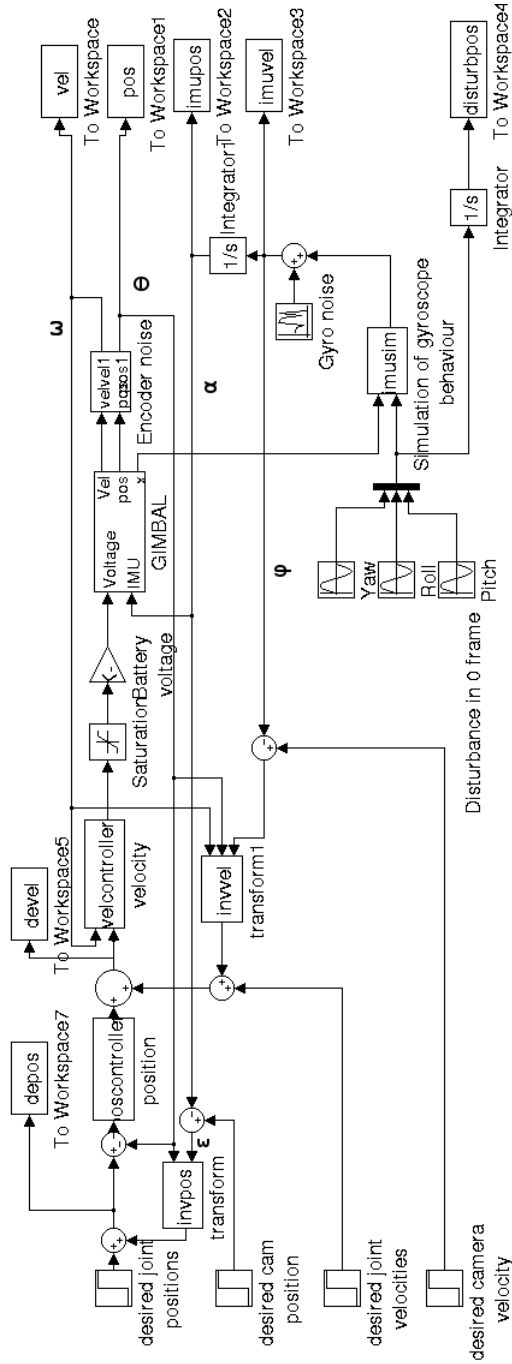 desired joint
positions
depos
To Workspace7
poscontroller
position
invpos
transform
ε
desired cam
position
desired joint
velocities
desired camera
velocity
devel
To Workspace5
velcontroller
velocity
invvel
transform1
Saturation
Battery
voltage
Voltage
IMU
Vel
pos
x
GIMBAL
velvel1
pos1
Encoder noise
ω
Θ
α
φ
vel
To Workspace
pos
To Workspace1
imupos
To Workspace2
imuvel
To Workspace3
1/s
Integrator1
Gyro noise
imusim
Simulation of gyroscope
behaviour
Yaw
Roll
Pitch
Disturbance in 0 frame
1/s
Integrator
disturbpos
To Workspace4